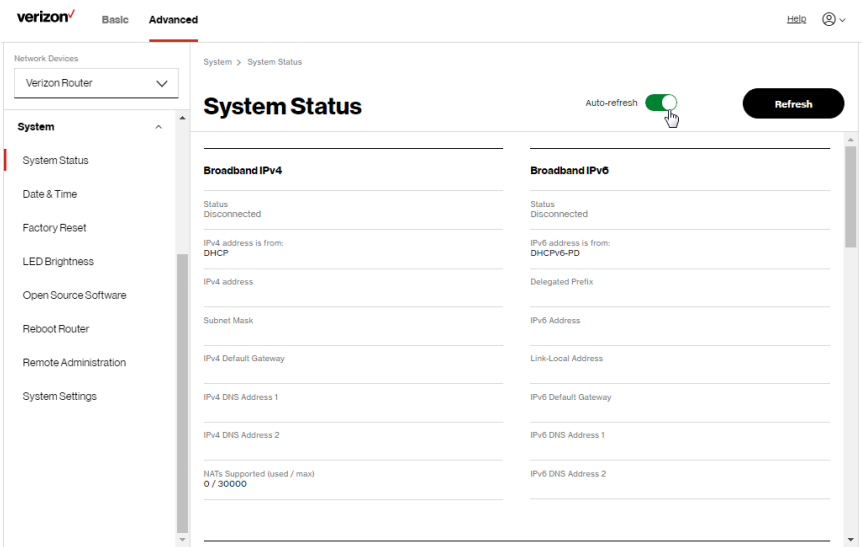 verizon
Basic
Advanced
Help
Network Devices
Verizon Router
System
System Status
Date & Time
Factory Reset
LED Brightness
Open Source Software
Reboot Router
Remote Administration
System Settings
System > System Status
System Status
Auto-refresh
Refresh
Broadband IPv4
Status
Disconnected
IPv4 address is from:
DHCP
IPv4 address
Subnet Mask
IPv4 Default Gateway
IPv4 DNS Address 1
IPv4 DNS Address 2
NATs Supported (used / max)
0 / 30000
Broadband IPv6
Status
Disconnected
IPv6 address is from:
DHCPv6-PD
Delegated Prefix
IPv6 Address
Link-Local Address
IPv6 Default Gateway
IPv6 DNS Address 1
IPv6 DNS Address 2